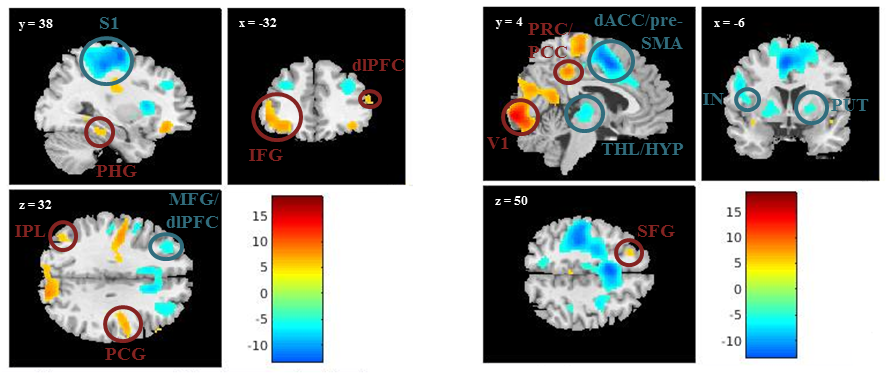 y = 38
S1
PHG
x = -32
dlPFC
IFG
z = 32
MFG/
dlPFC
IPL
PCG
15
10
5
0
-5
-10
y = 4
PRC/
PCC
dACC/pre-
SMA
V1
THL/HYP
x = -6
IN
PUT
z = 50
SFG
15
10
5
0
-5
-10